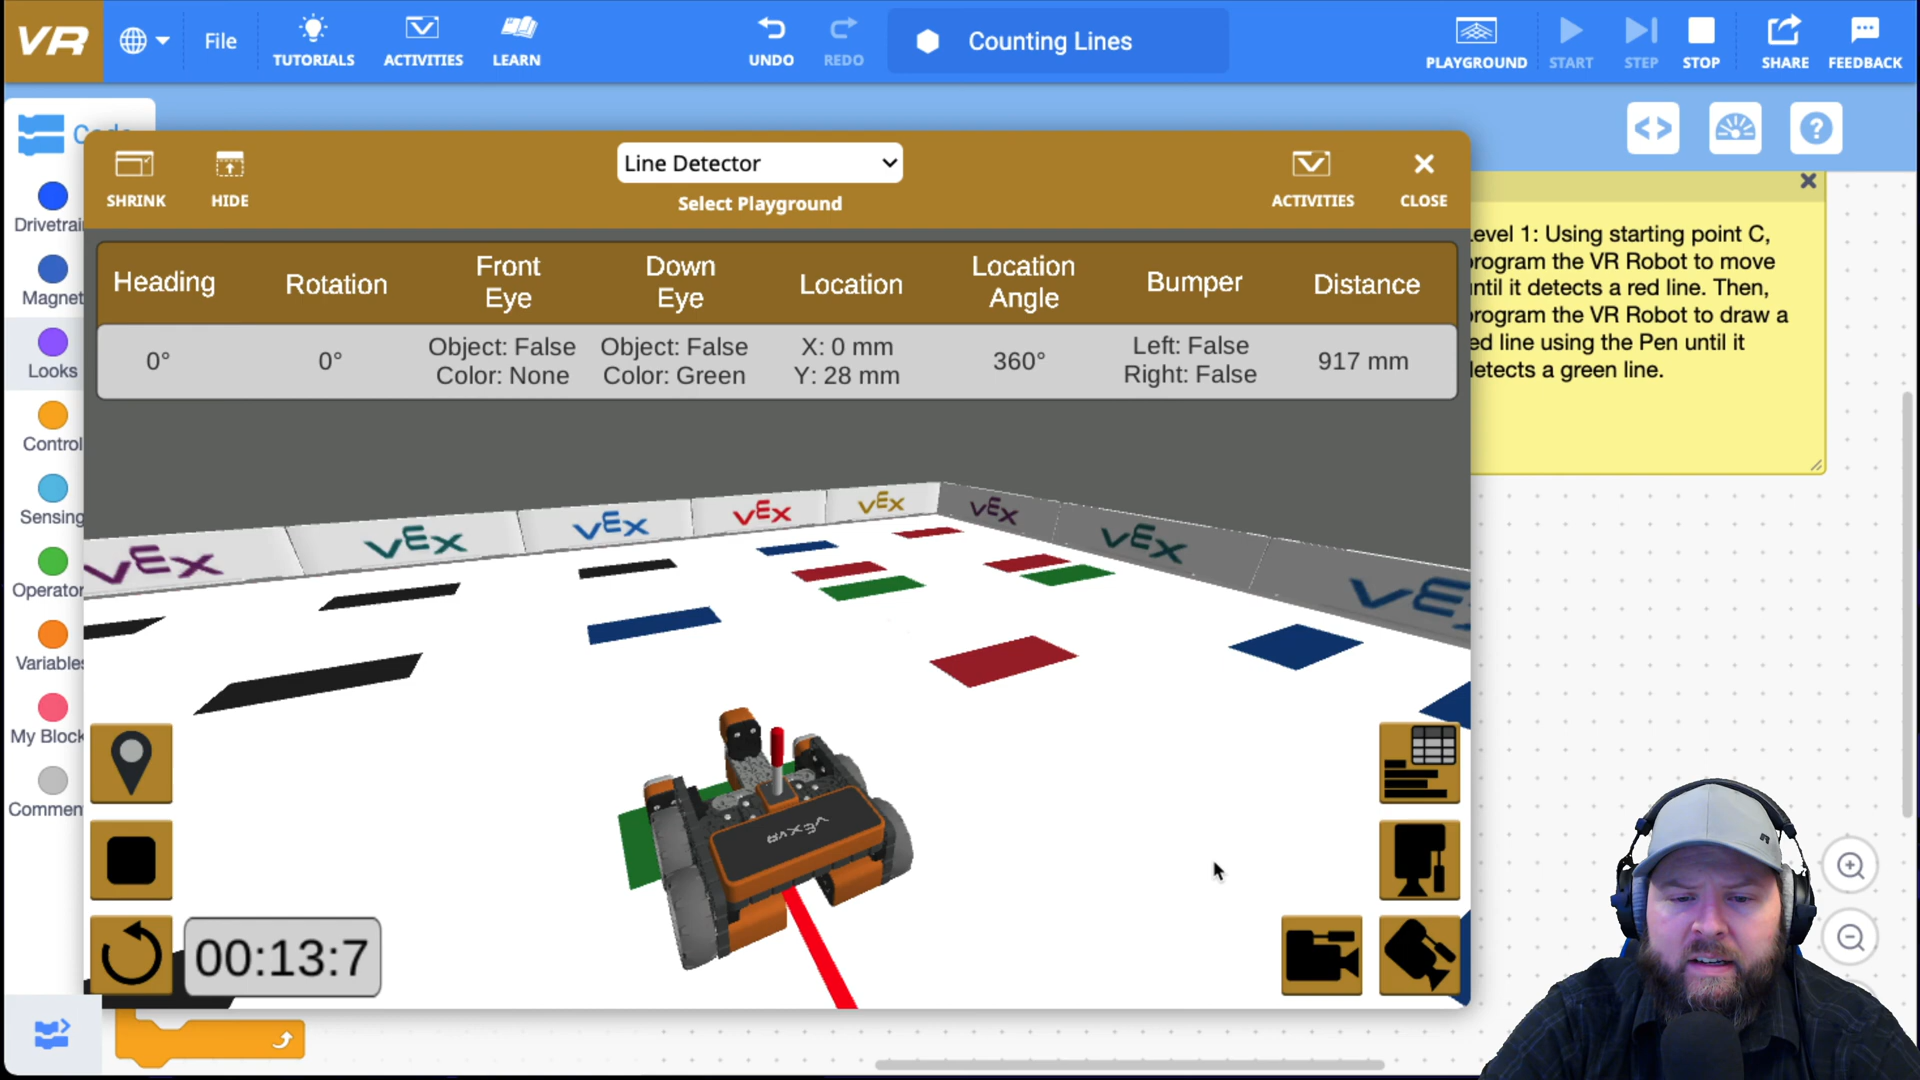 VR
File
TUTORIALS
ACTIVITIES
LEARN
UNDO
REDO
Counting Lines
PLAYGROUND
START
STEP
STOP
SHARE
FEEDBACK
SHRINK
HIDE
Line Detector
Select Playground
ACTIVITIES
CLOSE
Heading
Rotation
Front Eye
Down Eye
Location
Location Angle
Bumper
Distance
0°
0°
Object: False
Color: None
Object: False
Color: Green
X: 0 mm
Y: 28 mm
360°
Left: False
Right: False
917 mm
evel 1: Using starting point C,
rogram the VR Robot to move
ntil it detects a red line. Then,
rogram the VR Robot to draw a
ed line using the Pen until it
etects a green line.
Drivetrai
Magnet
Looks
Control
Sensing
Operator
Variables
My Block
Commen
VEX
VEX
VEX
VEX
VEX
VEX
VEX
VEX
VEXVR
00:13:7